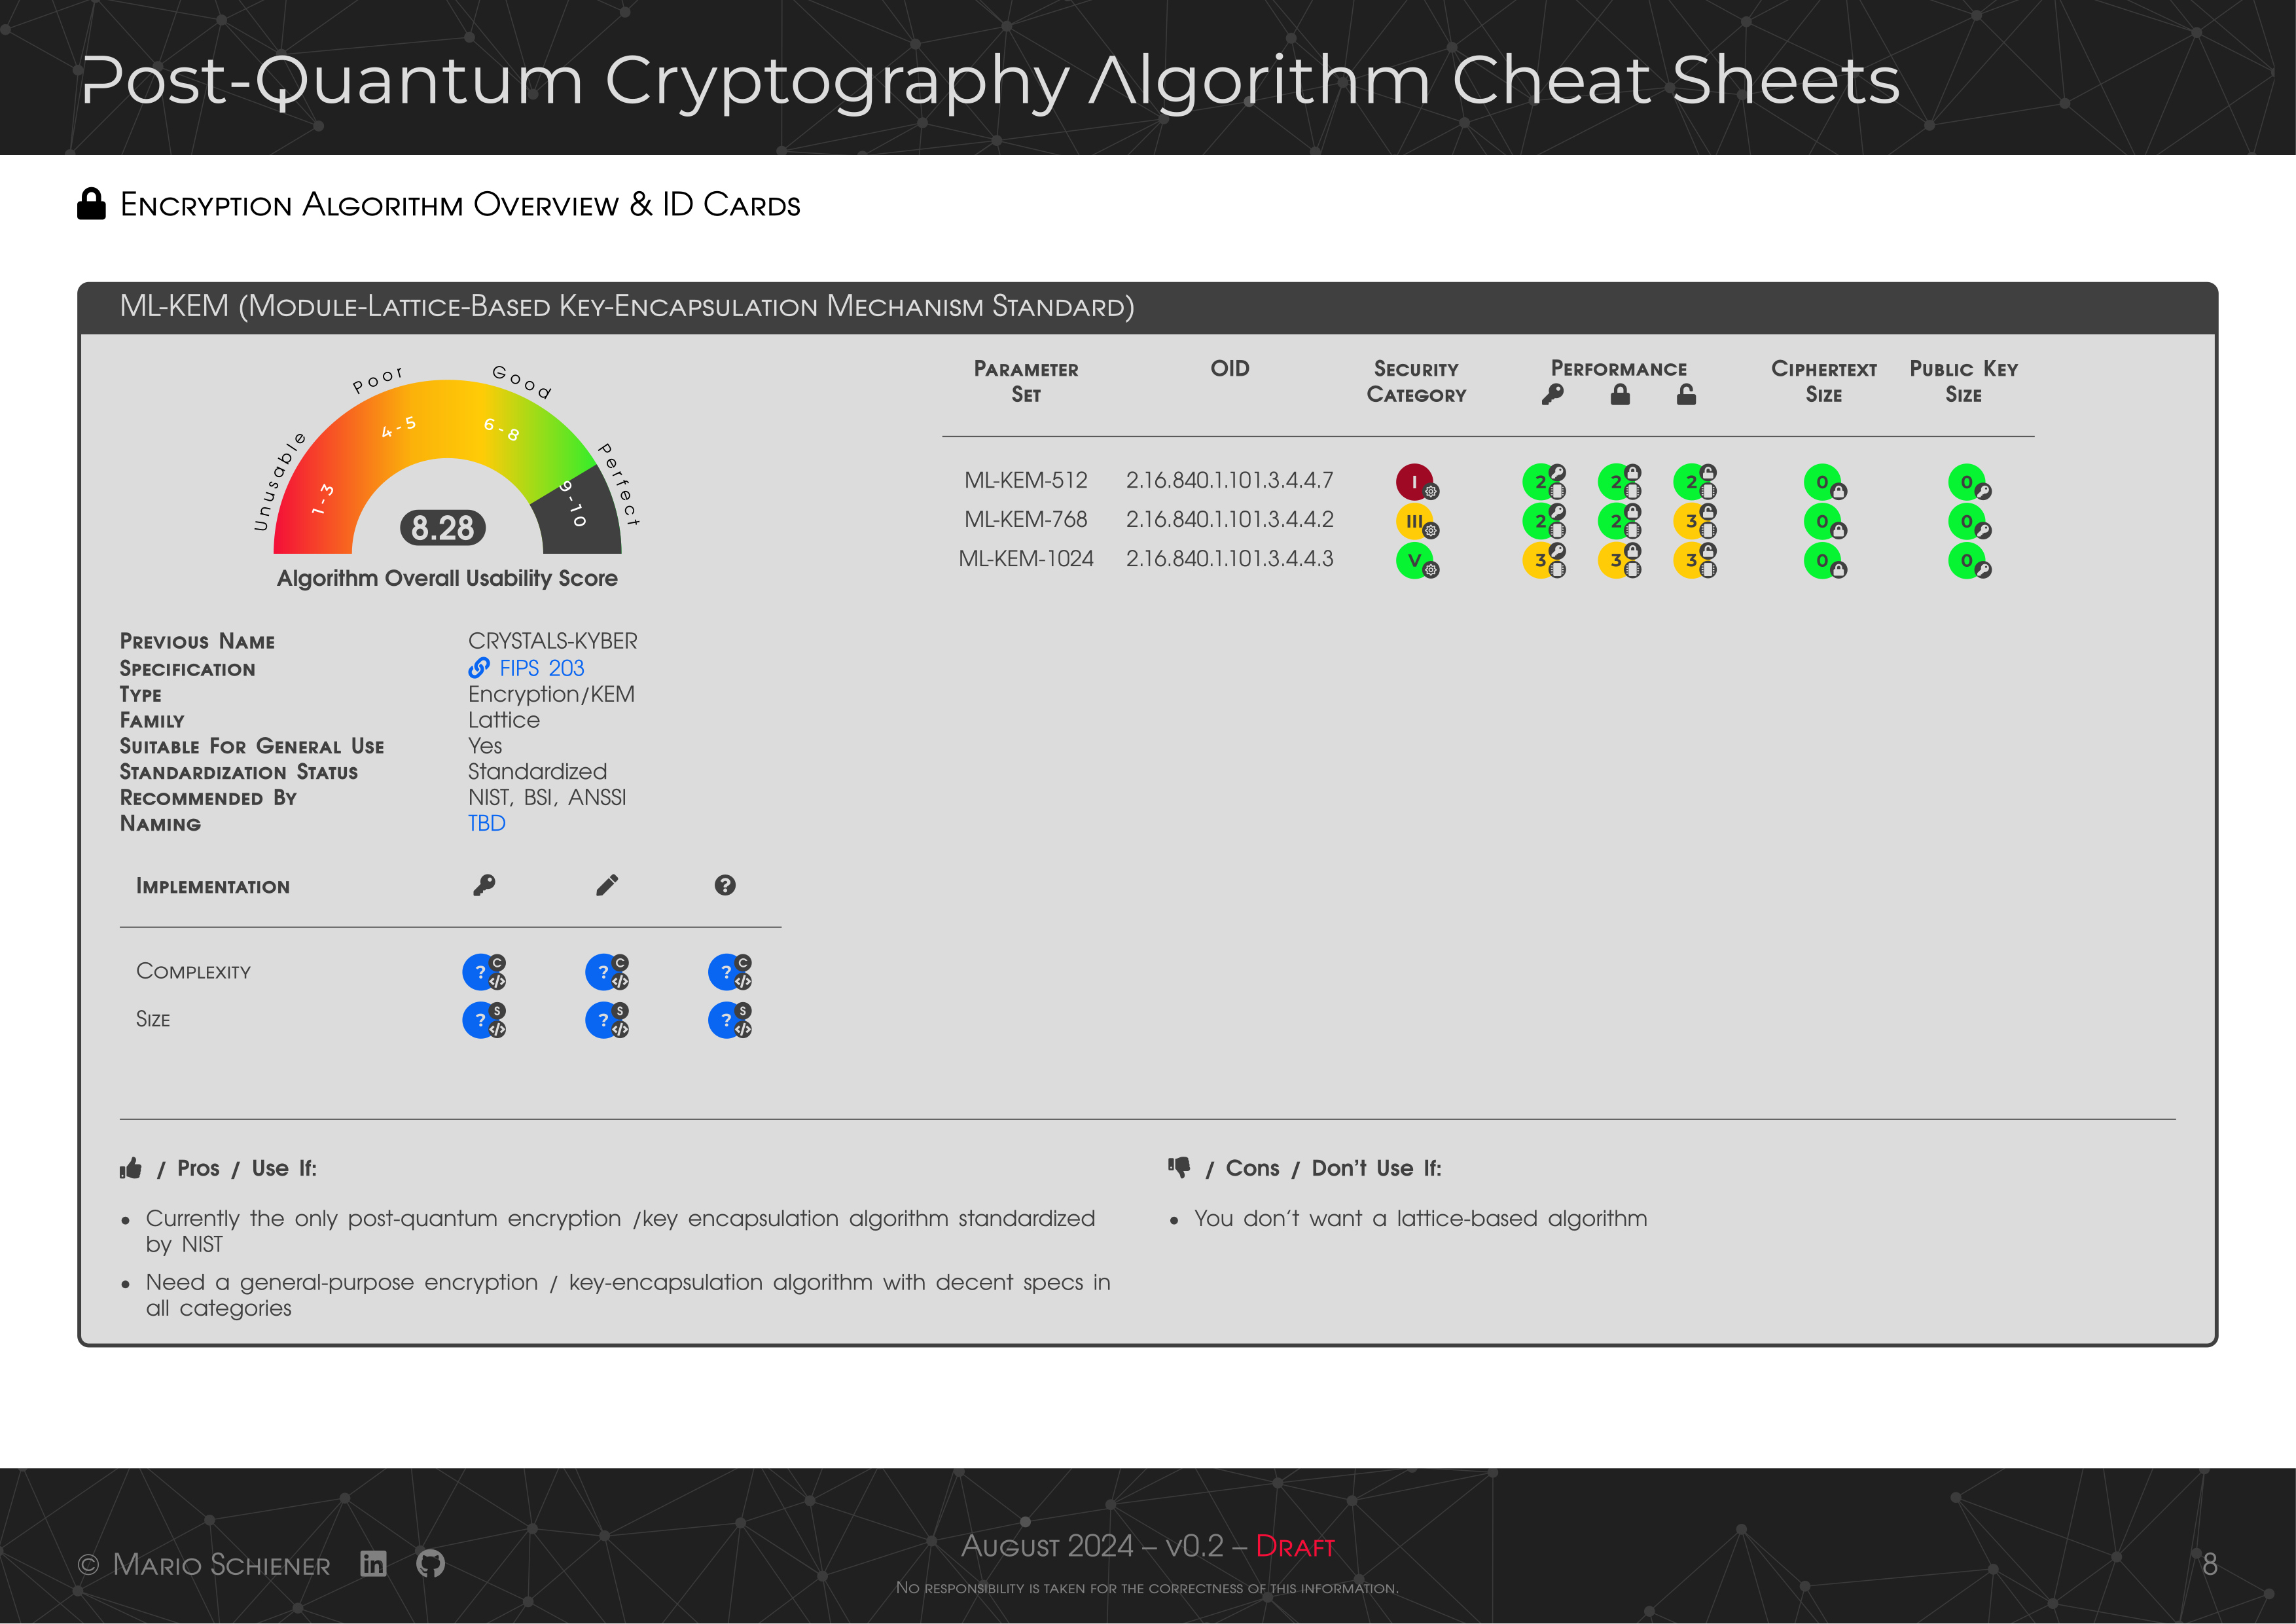 Post-Quantum Cryptography Algorithm Cheat Sheets
Encryption Algorithm Overview & ID Cards
ML-KEM (Module-Lattice-Based Key-Encapsulation Mechanism Standard)
Unusable Poor Good Perfect
1-3 4-5 6-8 9-10
8.28
Algorithm Overall Usability Score
Previous Name CRYSTALS-KYBER
Specification FIPS 203
Type Encryption/KEM
Family Lattice
Suitable For General Use Yes
Standardization Status Standardized
Recommended By NIST, BSI, ANSSI
Naming TBD
Implementation ?
Complexity ? C </> ? C </> ? C </>
Size ? S </> ? S </> ? S </>
Parameter Set OID Security Category Performance Ciphertext Size Public Key Size
ML-KEM-512 2.16.840.1.101.3.4.4.7 I 2 2 2 0 0
ML-KEM-768 2.16.840.1.101.3.4.4.2 III 2 2 3 0 0
ML-KEM-1024 2.16.840.1.101.3.4.4.3 V 3 3 3 0 0
/ Pros / Use If:
• Currently the only post-quantum encryption /key encapsulation algorithm standardized
by NIST
• Need a general-purpose encryption / key-encapsulation algorithm with decent specs in
all categories
/ Cons / Don't Use If:
• You don't want a lattice-based algorithm
© Mario Schiener in
August 2024 – v0.2 – Draft
No responsibility is taken for the correctness of this information.
8